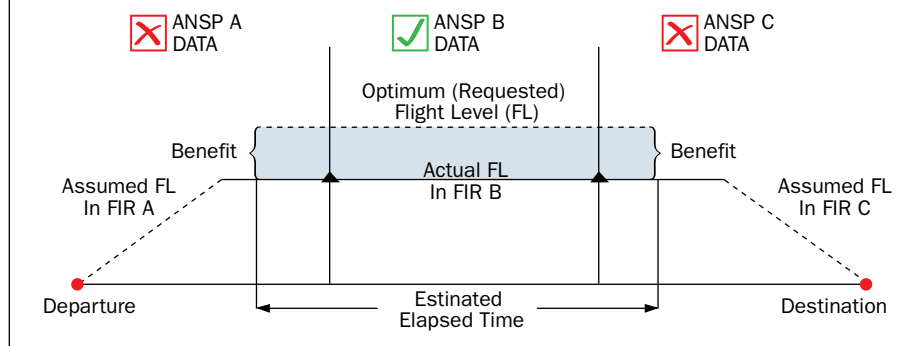 ANSP A
DATA
ANSP B
DATA
ANSP C
DATA
Optimum (Requested)
Flight Level (FL)
Benefit
Benefit
Actual FL
In FIR B
Assumed FL
In FIR A
Assumed FL
In FIR C
Departure
Estinated
Elapsed Time
Destination